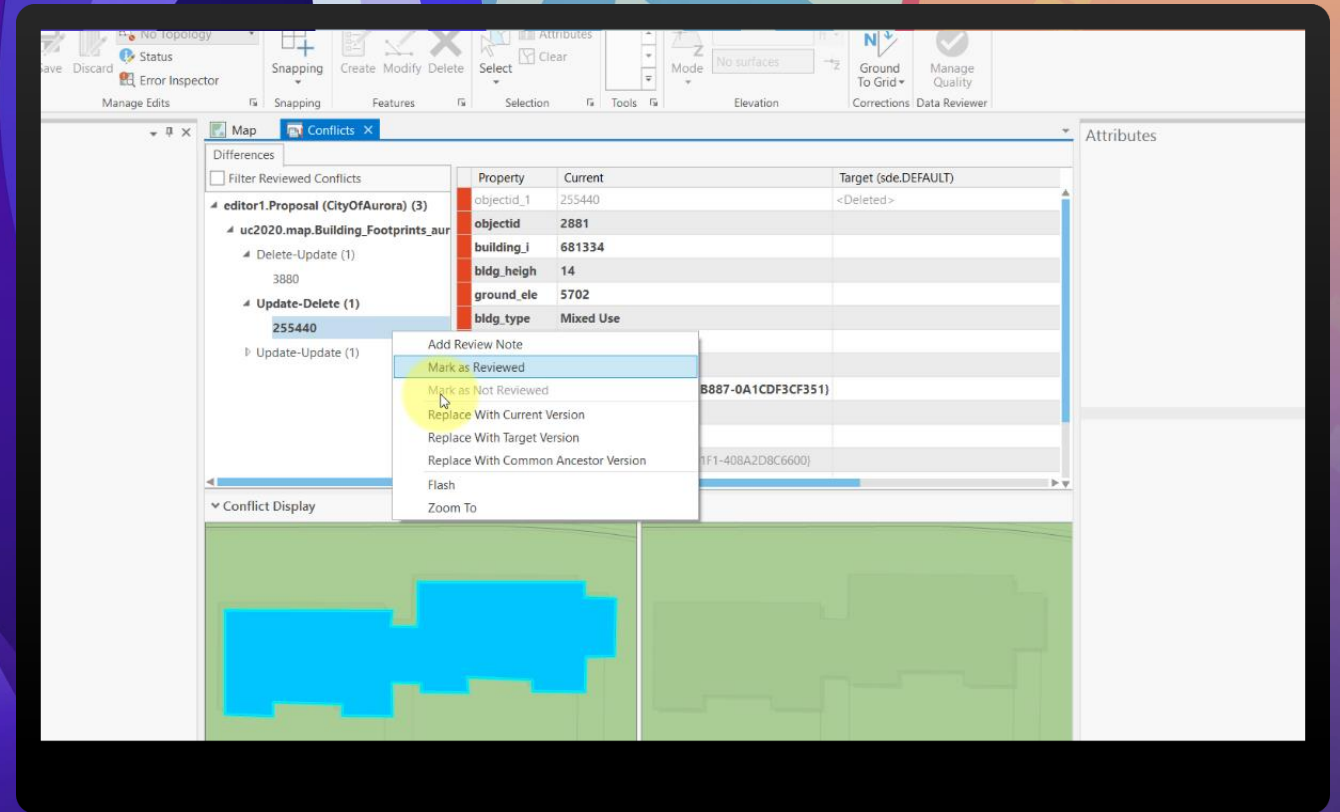 No Topology
Attributes
Status
Clear
No surfaces
Save Discard
Error Inspector
Snapping
Create Modify Delete
Select
Mode
Ground To Grid
Manage Quality
Manage Edits
Snapping
Features
Selection
Tools
Elevation
Corrections
Data Reviewer
Map
Conflicts
Attributes
Differences
Filter Reviewed Conflicts
Property Current Target (sde.DEFAULT)
editor1.Proposal (CityOfAurora) (3)
objectid_1 255440 <Deleted>
uc2020.map.Building_Footprints_aur
objectid 2881
Delete-Update (1)
building_i 681334
3880
bldg_heigh 14
Update-Delete (1)
ground_ele 5702
255440
bldg_type Mixed Use
Update-Update (1)
Add Review Note
Mark as Reviewed
Mark as Not Reviewed
B887-0A1CDF3CF351}
Replace With Current Version
Replace With Target Version
Replace With Common Ancestor Version
1F1-408A2D8C6600}
Flash
Zoom To
Conflict Display